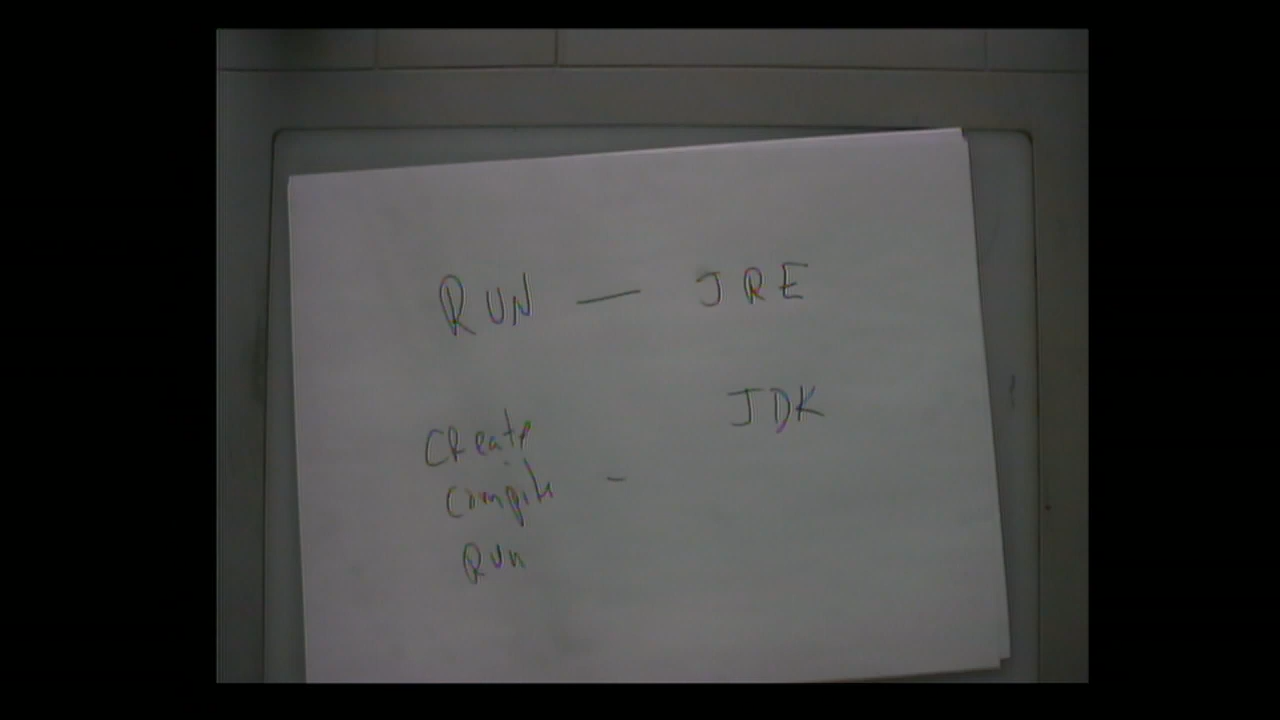 RUN — JRE
JDK
Create
Compile -
Run